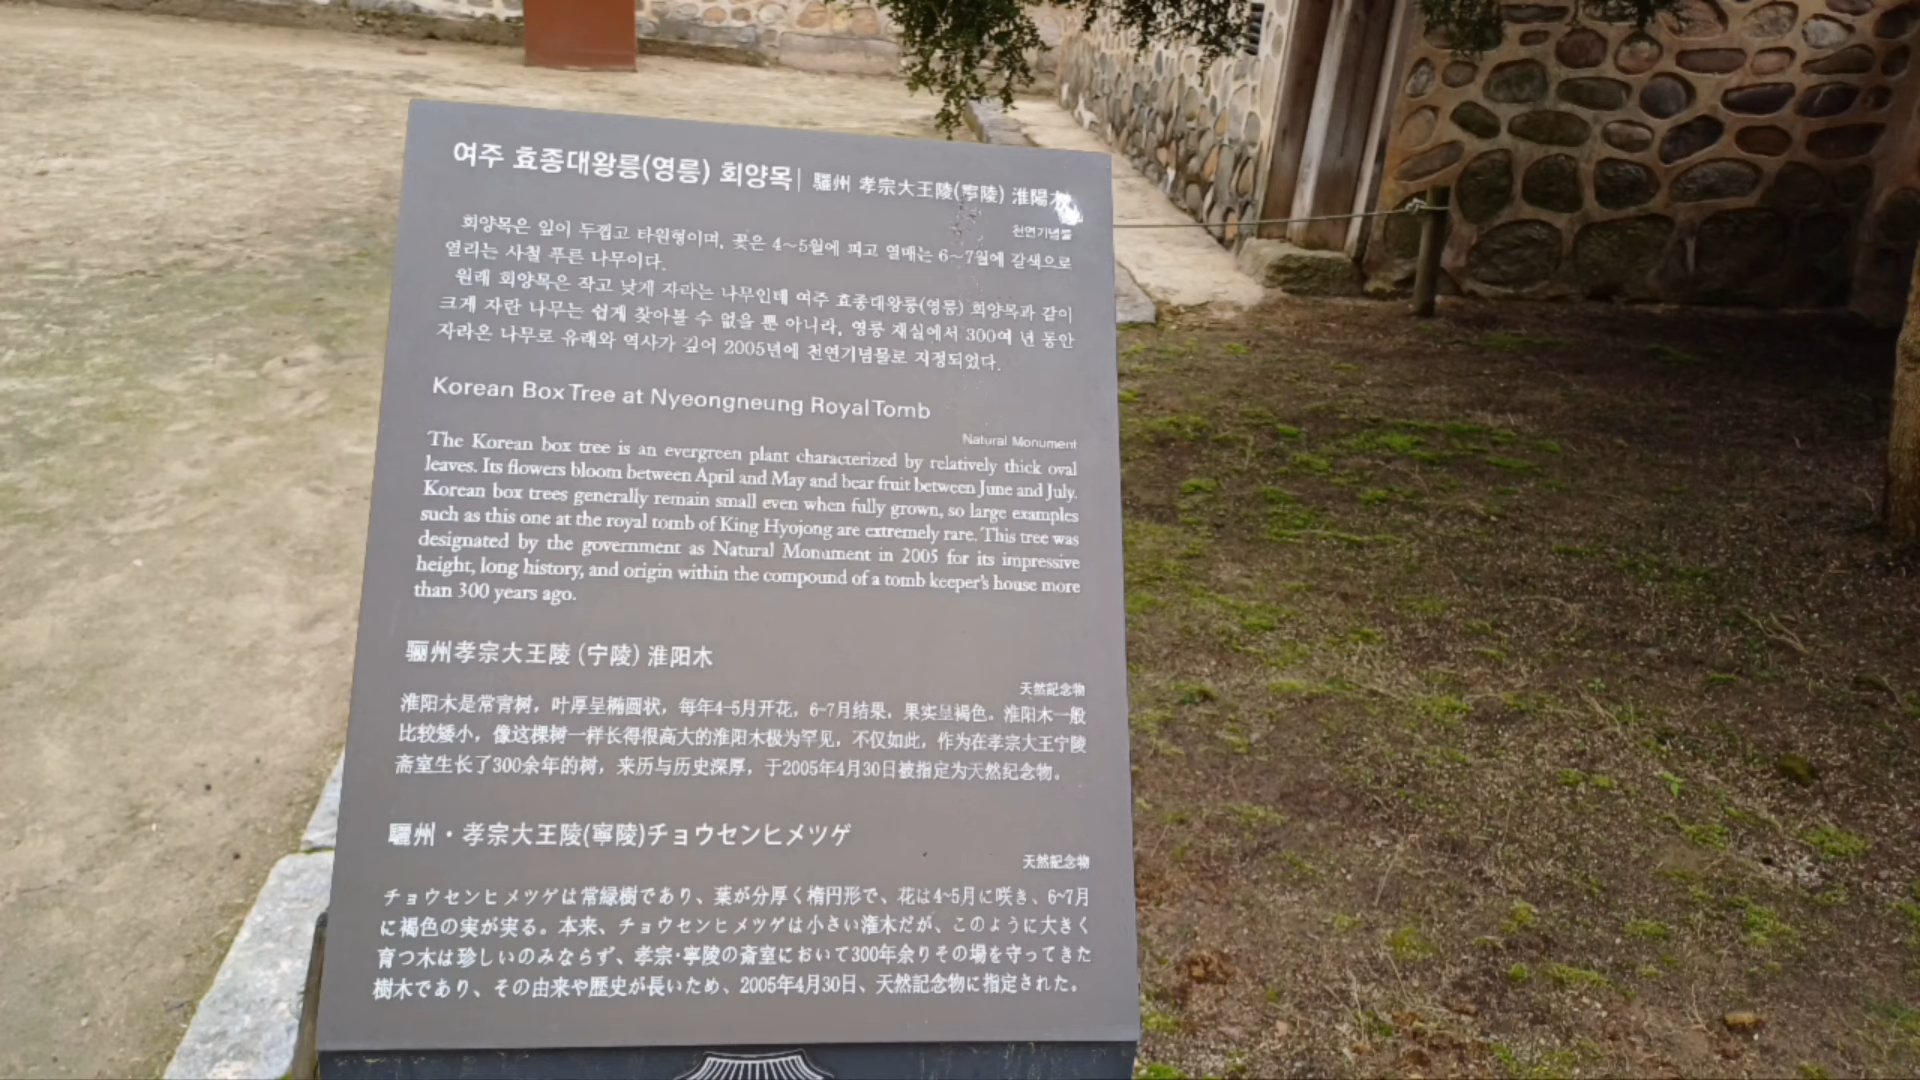 여주 효종대왕릉(영릉) 회양목 | 驪州 孝宗大王陵(寧陵) 淮陽木
천연기념물
회양목은 잎이 두껍고 타원형이며, 꽃은 4~5월에 피고 열매는 6~7월에 갈색으로
열리는 사철 푸른 나무이다.
원래 회양목은 작고 낮게 자라는 나무인데 여주 효종대왕릉(영릉) 회양목과 같이
크게 자란 나무는 쉽게 찾아볼 수 없을 뿐 아니라, 영릉 재실에서 300여 년 동안
자라온 나무로 유래와 역사가 깊어 2005년에 천연기념물로 지정되었다.
Korean Box Tree at Nyeongneung Royal Tomb
Natural Monument
The Korean box tree is an evergreen plant characterized by relatively thick oval
leaves. Its flowers bloom between April and May and bear fruit between June and July.
Korean box trees generally remain small even when fully grown, so large examples
such as this one at the royal tomb of King Hyojong are extremely rare. This tree was
designated by the government as Natural Monument in 2005 for its impressive
height, long history, and origin within the compound of a tomb keeper's house more
than 300 years ago.
骊州孝宗大王陵 (宁陵) 淮阳木
天然記念物
淮阳木是常青树，叶厚呈椭圆状，每年4-5月开花，6-7月结果，果实呈褐色。淮阳木一般
比较矮小，像这棵树一样长得很高大的淮阳木极为罕见，不仅如此，作为在孝宗大王宁陵
斋室生长了300余年的树，来历与历史深厚，于2005年4月30日被指定为天然纪念物。
驪州・孝宗大王陵(寧陵)チョウセンヒメツゲ
天然記念物
チョウセンヒメツゲは常緑樹であり、葉が分厚く楕円形で、花は4~5月に咲き、6~7月
に褐色の実が実る。本来、チョウセンヒメツゲは小さい潅木だが、このように大きく
育つ木は珍しいのみならず、孝宗・寧陵の斎室において300年余りその場を守ってきた
樹木であり、その由来や歴史が長いため、2005年4月30日、天然記念物に指定された。